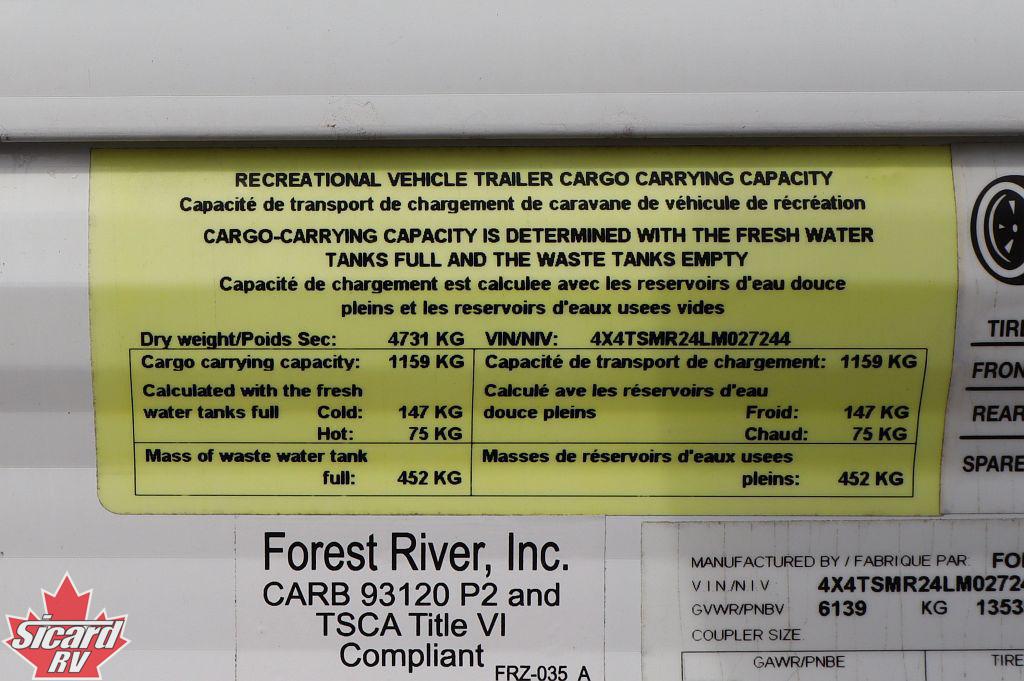 RECREATIONAL VEHICLE TRAILER CARGO CARRYING CAPACITY
Capacité de transport de chargement de caravane de véhicule de récréation
CARGO-CARRYING CAPACITY IS DETERMINED WITH THE FRESH WATER
TANKS FULL AND THE WASTE TANKS EMPTY
Capacité de chargement est calculee avec les reservoirs d'eau douce
pleins et les reservoirs d'eaux usees vides
Dry weight/Poids Sec: 4731 KG VIN/NIV: 4X4TSMR24LM027244
Cargo carrying capacity: 1159 KG Capacité de transport de chargement: 1159 KG
Calculated with the fresh Calculé ave les réservoirs d'eau
water tanks full Cold: 147 KG douce pleins Froid: 147 KG
Hot: 75 KG Chaud: 75 KG
Mass of waste water tank Masses de réservoirs d'eaux usees
full: 452 KG pleins: 452 KG
TIRE
FRON
REAR
SPARE
Forest River, Inc.
CARB 93120 P2 and
TSCA Title VI
Compliant
FRZ-035 A
MANUFACTURED BY / FABRIQUE PAR: FO
VIN/NIV 4X4TSMR24LM02724
GVWR/PNBV 6139 KG 1353
COUPLER SIZE
GAWR/PNBE TIRE
Sicard
RV